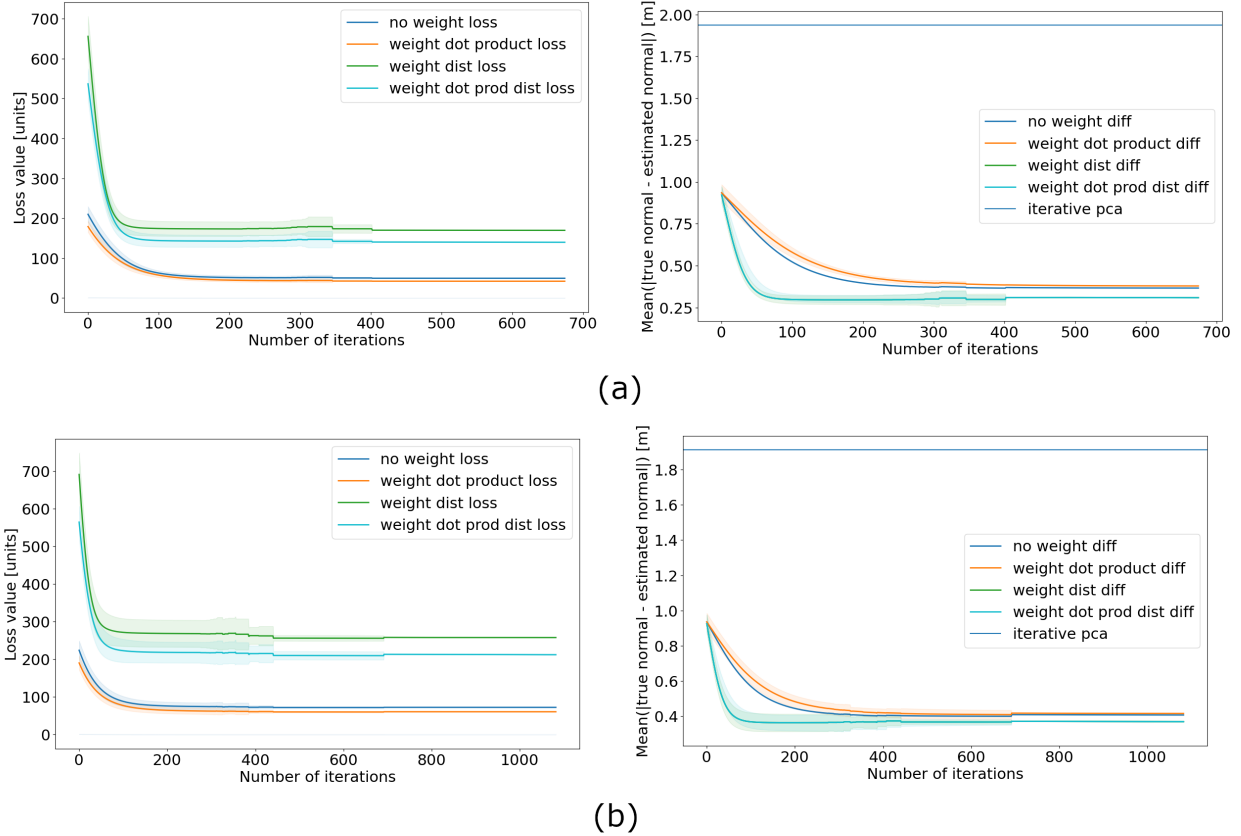 700
600
500
400
300
200
100
0
Loss value [units]
no weight loss
weight dot product loss
weight dist loss
weight dot prod dist loss
0 100 200 300 400 500 600 700
Number of iterations
2.00
1.75
1.50
1.25
1.00
0.75
0.50
0.25
Mean(|true normal - estimated normal|) [m]
no weight diff
weight dot product diff
weight dist diff
weight dot prod dist diff
iterative pca
0 100 200 300 400 500 600 700
Number of iterations
(a)
700
600
500
400
300
200
100
0
Loss value [units]
no weight loss
weight dot product loss
weight dist loss
weight dot prod dist loss
0 200 400 600 800 1000
Number of iterations
1.8
1.6
1.4
1.2
1.0
0.8
0.6
0.4
Mean(|true normal - estimated normal|) [m]
no weight diff
weight dot product diff
weight dist diff
weight dot prod dist diff
iterative pca
0 200 400 600 800 1000
Number of iterations
(b)